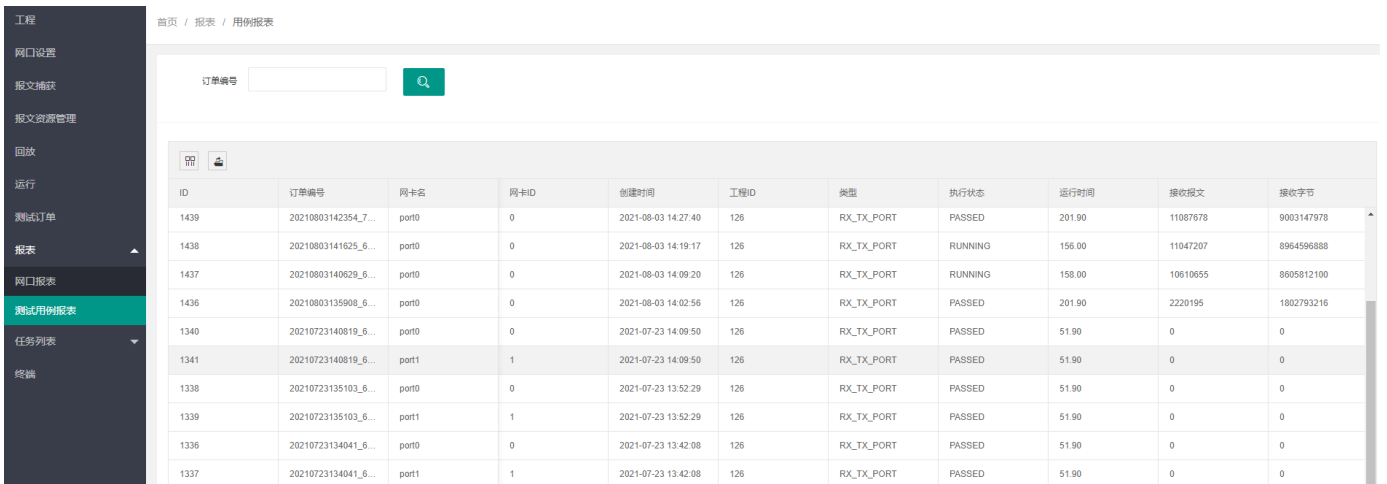 工程
网口设置
报文捕获
报文资源管理
回放
运行
测试订单
报表
网口报表
测试用例报表
任务列表
终端
首页 / 报表 / 用例报表
订单编号
ID 订单编号 网卡名 网卡ID 创建时间 工程ID 类型 执行状态 运行时间 接收报文 接收字节
1439 20210803142354_7... port0 0 2021-08-03 14:27:40 126 RX_TX_PORT PASSED 201.90 11087678 9003147978
1438 20210803141625_6... port0 0 2021-08-03 14:19:17 126 RX_TX_PORT RUNNING 156.00 11047207 8964596888
1437 20210803140629_6... port0 0 2021-08-03 14:09:20 126 RX_TX_PORT RUNNING 158.00 10610655 8605812100
1436 20210803135908_6... port0 0 2021-08-03 14:02:56 126 RX_TX_PORT PASSED 201.90 2220195 1802793216
1340 20210723140819_6... port0 0 2021-07-23 14:09:50 126 RX_TX_PORT PASSED 51.90 0 0
1341 20210723140819_6... port1 1 2021-07-23 14:09:50 126 RX_TX_PORT PASSED 51.90 0 0
1338 20210723135103_6... port0 0 2021-07-23 13:52:29 126 RX_TX_PORT PASSED 51.90 0 0
1339 20210723135103_6... port1 1 2021-07-23 13:52:29 126 RX_TX_PORT PASSED 51.90 0 0
1336 20210723134041_6... port0 0 2021-07-23 13:42:08 126 RX_TX_PORT PASSED 51.90 0 0
1337 20210723134041_6... port1 1 2021-07-23 13:42:08 126 RX_TX_PORT PASSED 51.90 0 0